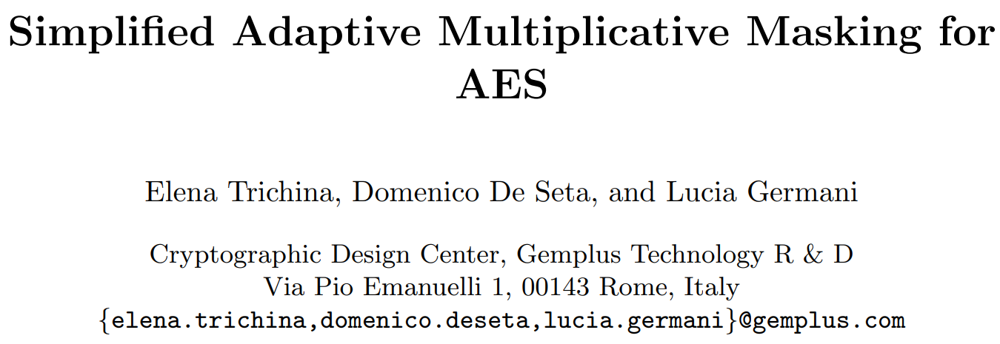 Simplified Adaptive Multiplicative Masking for
AES
Elena Trichina, Domenico De Seta, and Lucia Germani
Cryptographic Design Center, Gemplus Technology R & D
Via Pio Emanuelli 1, 00143 Rome, Italy
{elena.trichina,domenico.deseta,lucia.germani}@gemplus.com